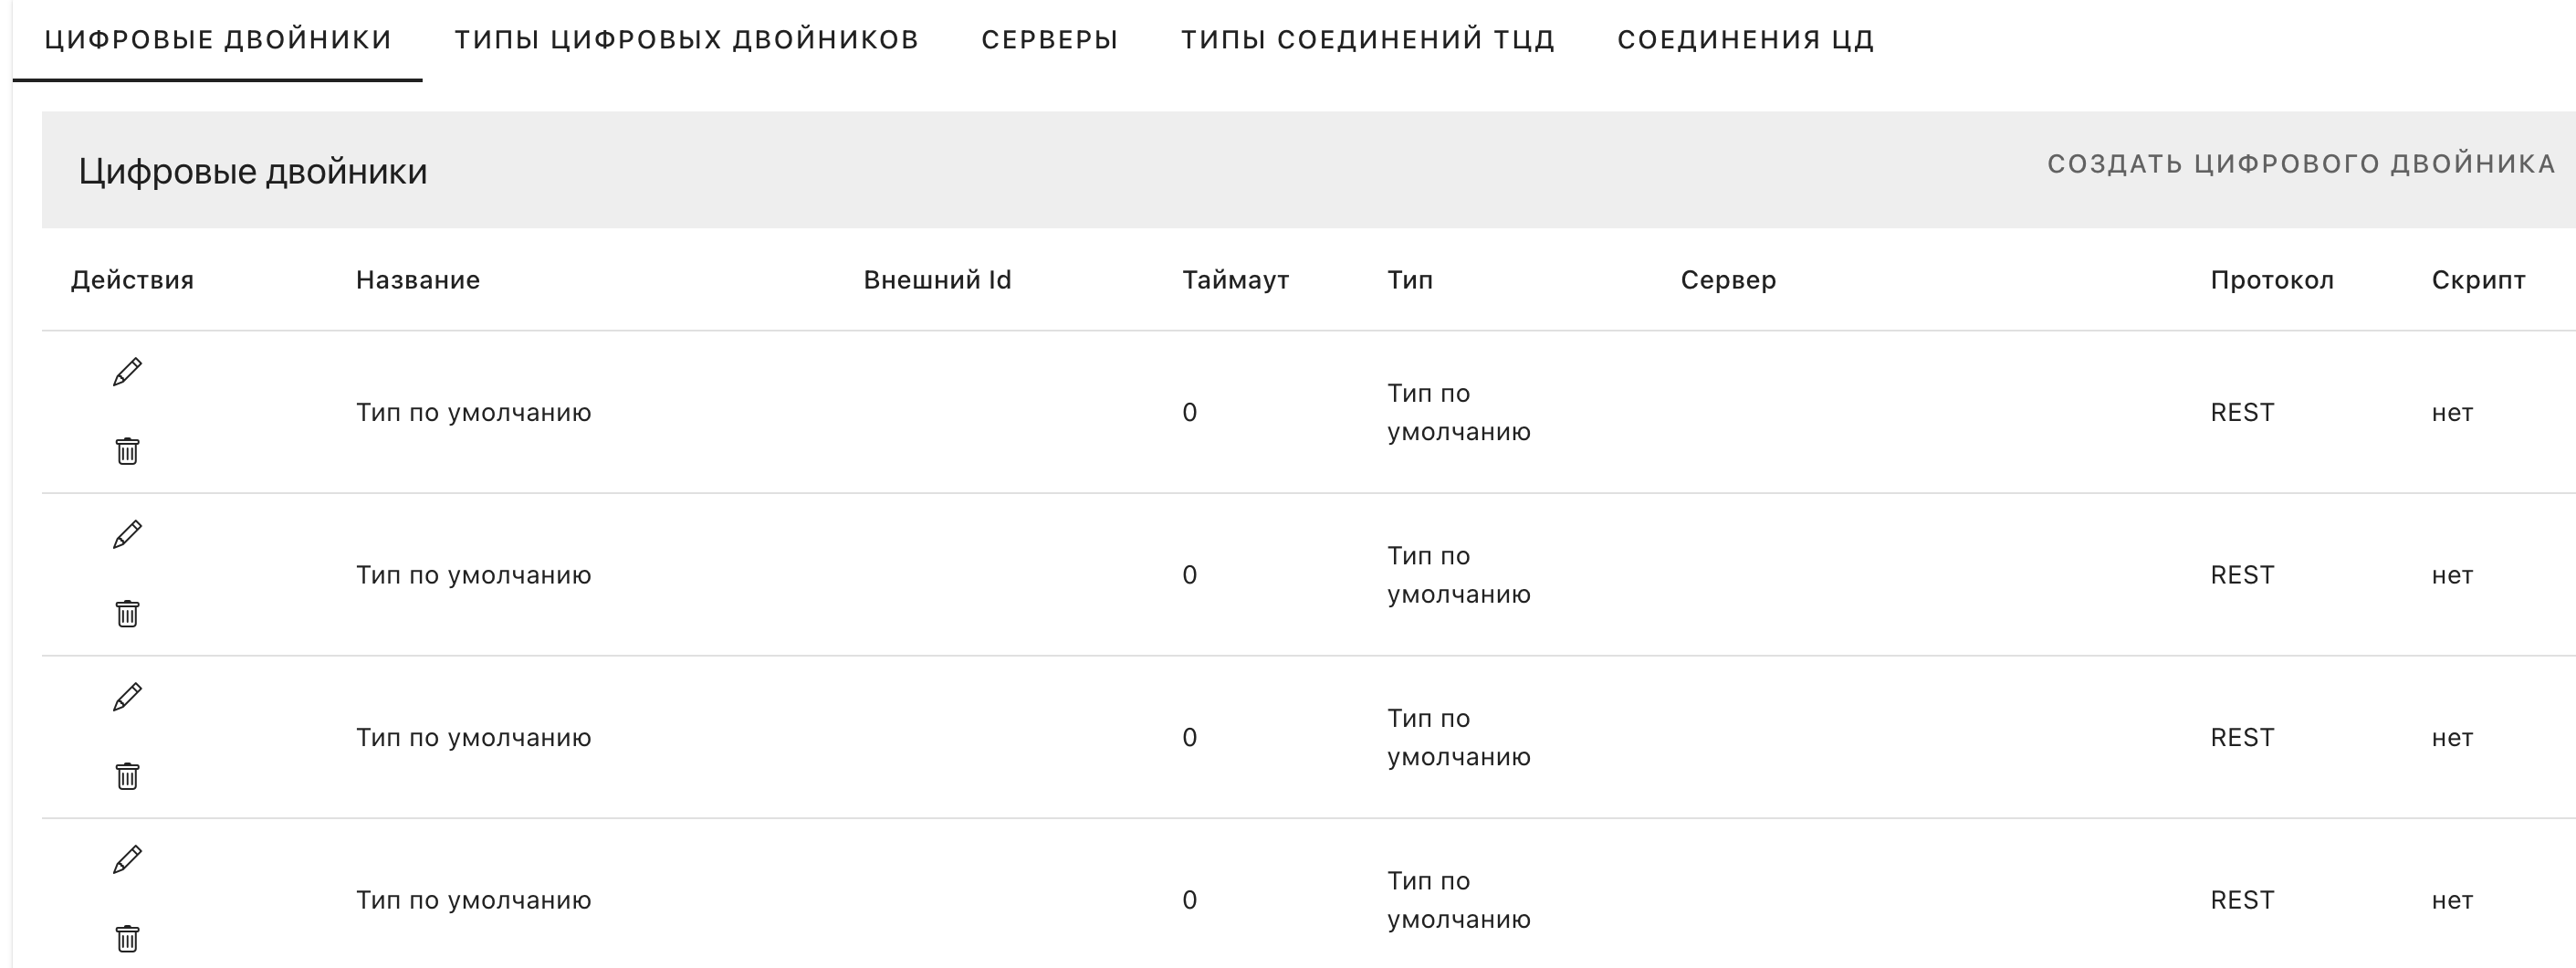 ЦИФРОВЫЕ ДВОЙНИКИ ТИПЫ ЦИФРОВЫХ ДВОЙНИКОВ СЕРВЕРЫ ТИПЫ СОЕДИНЕНИЙ ТЦД СОЕДИНЕНИЯ ЦД
Цифровые двойники СОЗДАТЬ ЦИФРОВОГО ДВОЙНИКА
Действия Название Внешний Id Таймаут Тип Сервер Протокол Скрипт
Тип по умолчанию 0 Тип по REST нет
умолчанию
Тип по умолчанию 0 Тип по REST нет
умолчанию
Тип по умолчанию 0 Тип по REST нет
умолчанию
Тип по умолчанию 0 Тип по REST нет
умолчанию